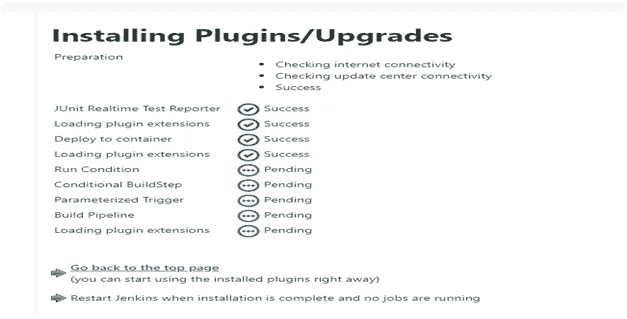 Installing Plugins/Upgrades
Preparation
• Checking internet connectivity
• Checking update center connectivity
• Success
JUnit Realtime Test Reporter Success
Loading plugin extensions Success
Deploy to container Success
Loading plugin extensions Success
Run Condition Pending
Conditional BuildStep Pending
Parameterized Trigger Pending
Build Pipeline Pending
Loading plugin extensions Pending
Go back to the top page
(you can start using the installed plugins right away)
Restart Jenkins when installation is complete and no jobs are running